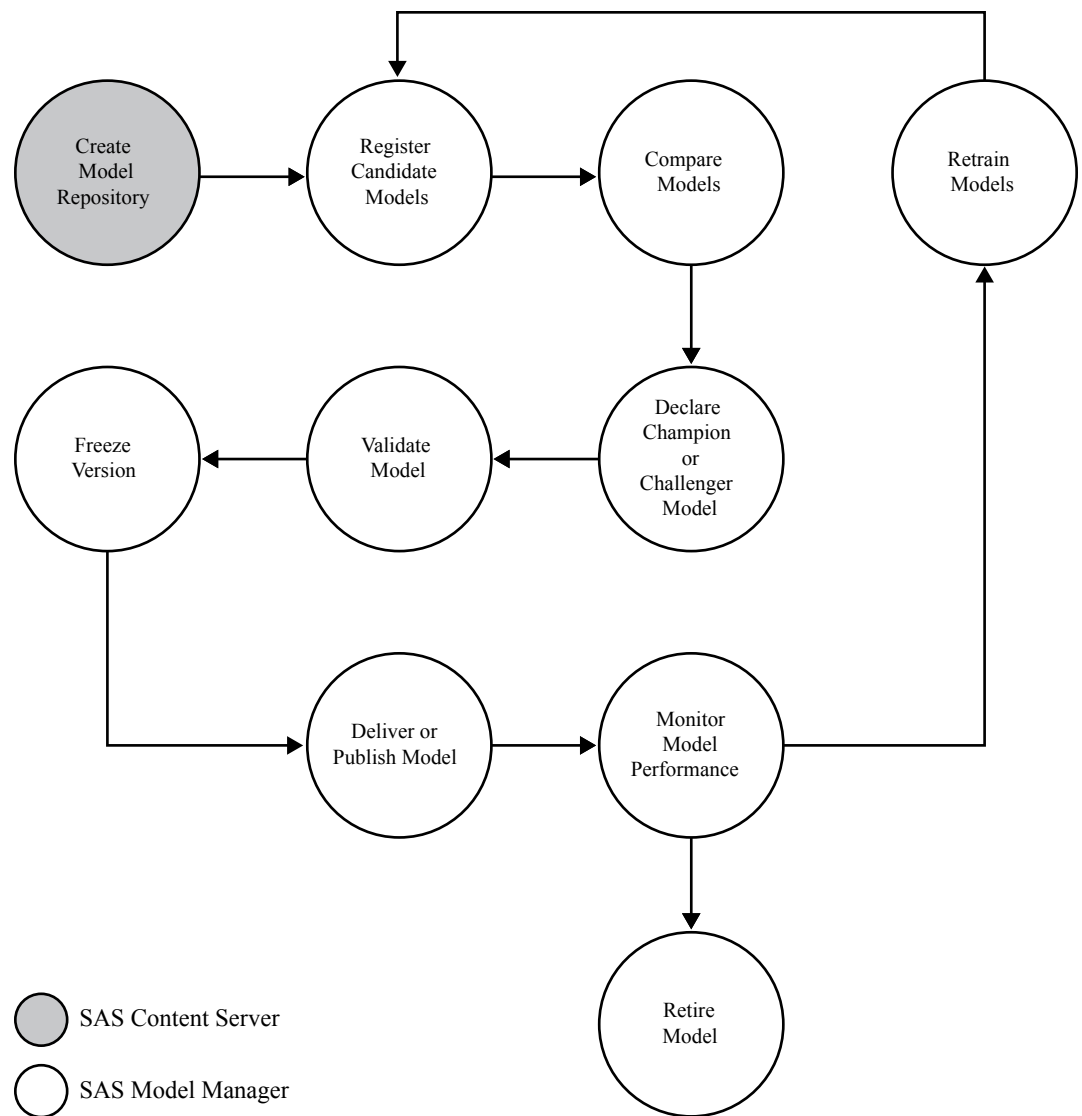 Create
Model
Repository
Register
Candidate
Models
Compare
Models
Retrain
Models
Freeze
Version
Validate
Model
Declare
Champion
or
Challenger
Model
Deliver or
Publish Model
Monitor
Model
Performance
Retire
Model
SAS Content Server
SAS Model Manager